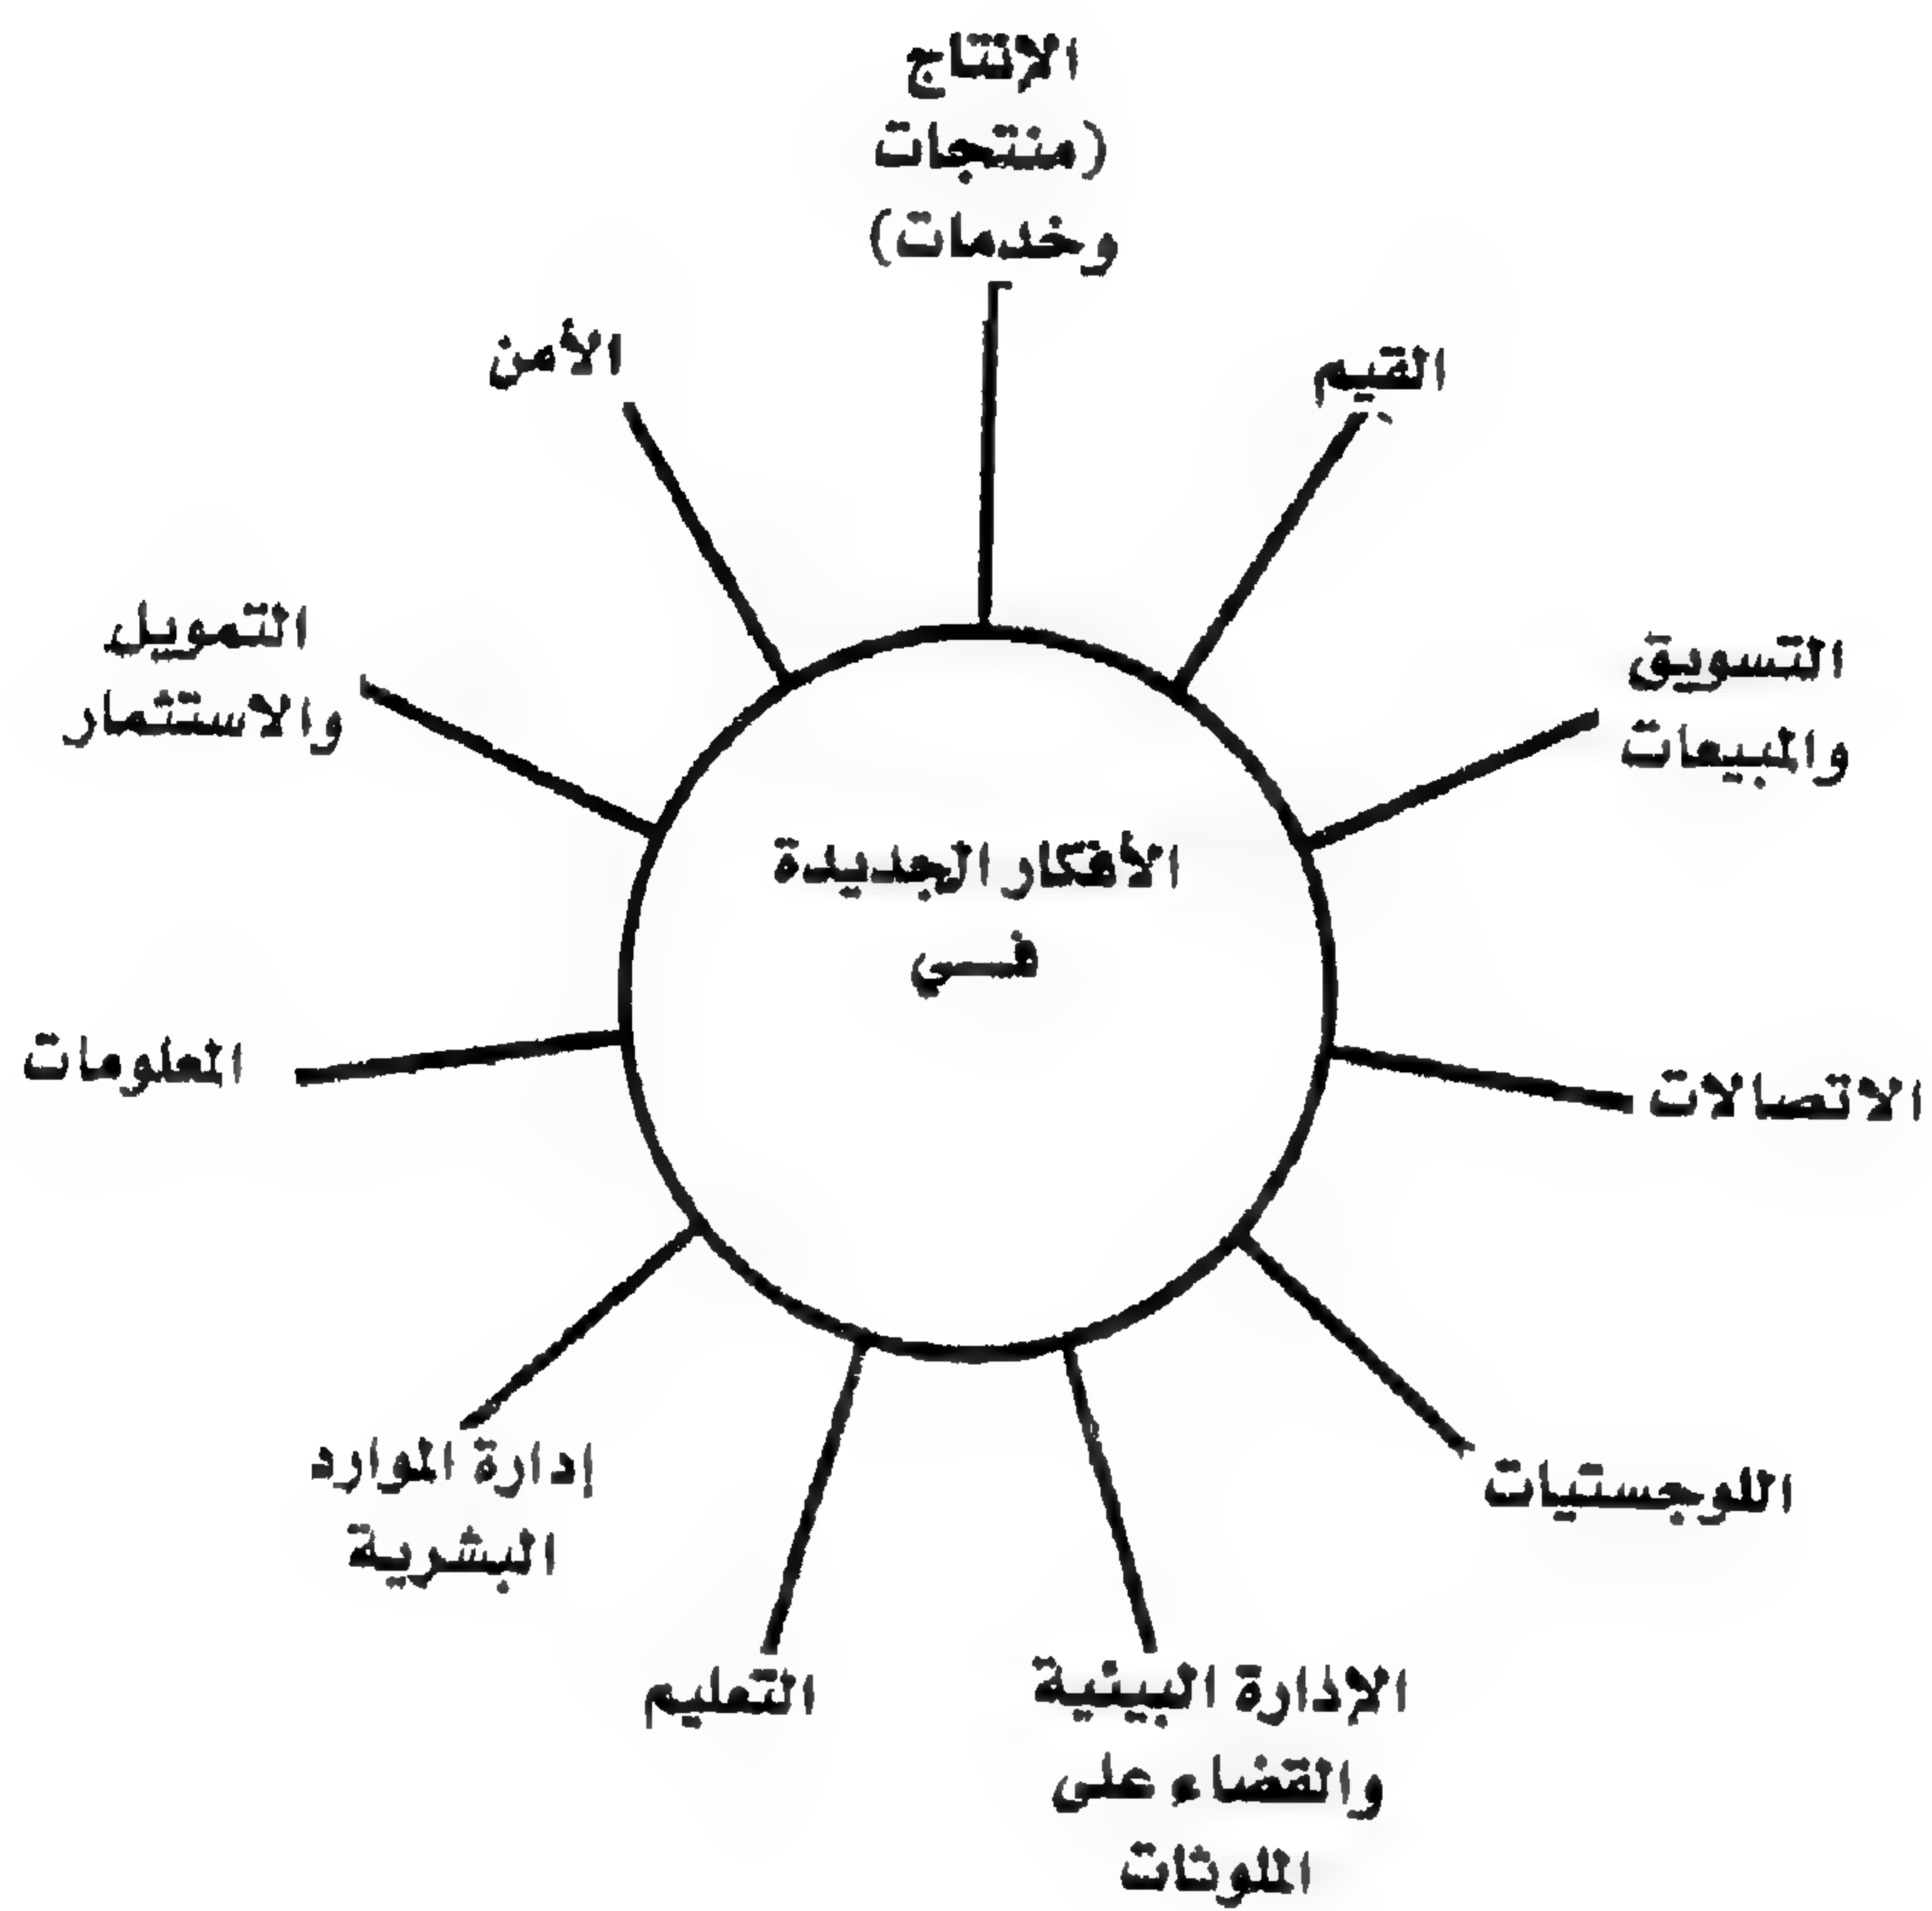 الإنتاج
(منتجات
وخدمات)
القيم
التسويق
والمبيعات
الاتصالات
اللوجستيات
الإدارة البيئية
والقضاء على
الملوثات
التعليم
إدارة الموارد
البشرية
المعلومات
التمويل
والاستثمار
الأمن
الأفكار الجديدة
فى